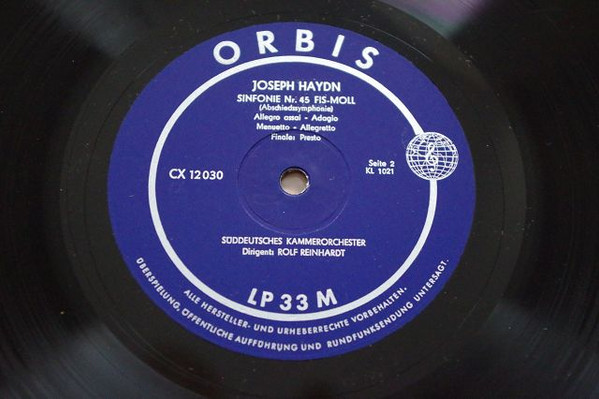 ORBIS
JOSEPH HAYDN
SINFONIE Nr. 45 FIS-MOLL
(Abschiedssymphonie)
Allegro assai - Adagio
Menuetto - Allegretto
Finale: Presto
CX 12030
Seite 2
KL 1021
SÜDDEUTSCHES KAMMERORCHESTER
Dirigent: ROLF REINHARDT
LP 33 M
ALLE HERSTELLER- UND URHEBERRECHTE VORBEHALTEN.
ÜBERSPIELUNG, ÖFFENTLICHE AUFFÜHRUNG UND RUNDFUNKSENDUNG UNTERSAGT.